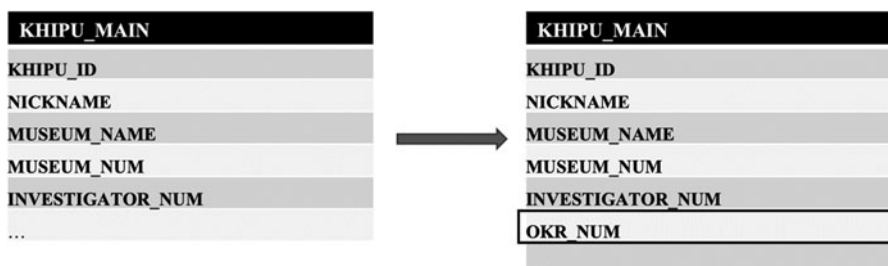 KHIPU_MAIN
KHIPU_ID
NICKNAME
MUSEUM_NAME
MUSEUM_NUM
INVESTIGATOR_NUM
...
KHIPU_MAIN
KHIPU_ID
NICKNAME
MUSEUM_NAME
MUSEUM_NUM
INVESTIGATOR_NUM
OKR_NUM